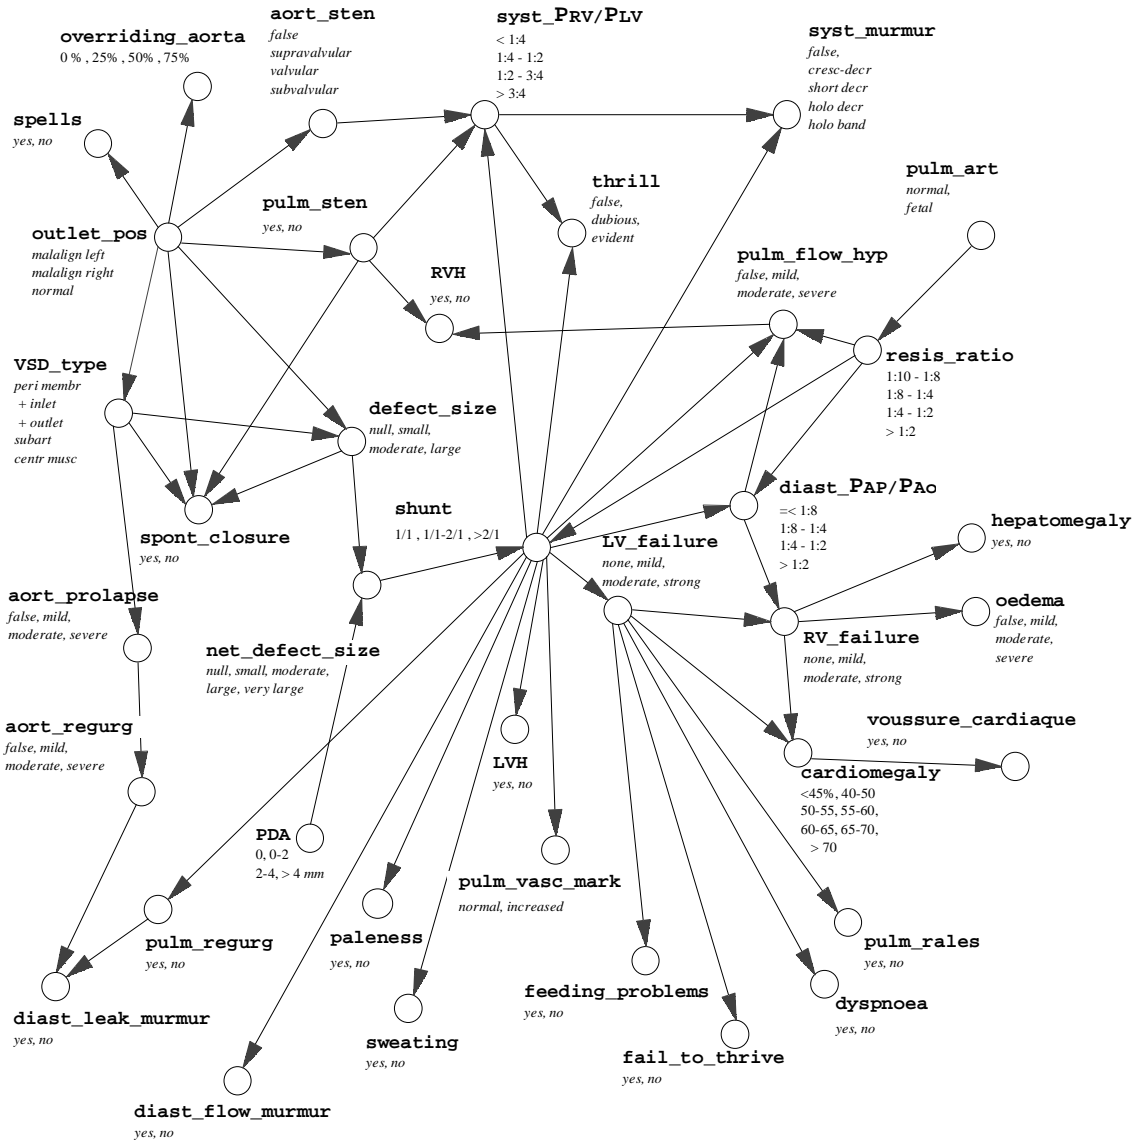 aort_sten
false
supravalvular
valvular
subvalvular
syst_PRV/PLV
< 1:4
1:4 - 1:2
1:2 - 3:4
> 3:4
overriding_aorta
0 % , 25% , 50% , 75%
syst_murmur
false,
cresc-decr
short decr
holo decr
holo band
spells
yes, no
pulm_art
normal,
fetal
thrill
false,
dubious,
evident
pulm_sten
yes, no
outlet_pos
malalign left
malalign right
normal
pulm_flow_hyp
false, mild,
moderate, severe
RVH
yes, no
resis_ratio
1:10 - 1:8
1:8 - 1:4
1:4 - 1:2
> 1:2
VSD_type
peri membr
+ inlet
+ outlet
subart
centr musc
defect_size
null, small,
moderate, large
diast_PAP/PAo
=< 1:8
1:8 - 1:4
1:4 - 1:2
> 1:2
shunt
1/1 , 1/1-2/1 , >2/1
spont_closure
yes, no
LV_failure
none, mild,
moderate, strong
hepatomegaly
yes, no
aort_prolapse
false, mild,
moderate, severe
oedema
false, mild,
moderate,
severe
RV_failure
none, mild,
moderate, strong
net_defect_size
null, small, moderate,
large, very large
aort_regurg
false, mild,
moderate, severe
voussure_cardiaque
yes, no
LVH
yes, no
cardiomegaly
<45%, 40-50
50-55, 55-60,
60-65, 65-70,
> 70
PDA
0, 0-2
2-4, > 4 mm
pulm_vasc_mark
normal, increased
pulm_regurg
yes, no
paleness
yes, no
pulm_rales
yes, no
feeding_problems
yes, no
dyspnoea
yes, no
diast_leak_murmur
yes, no
sweating
yes, no
fail_to_thrive
yes, no
diast_flow_murmur
yes, no